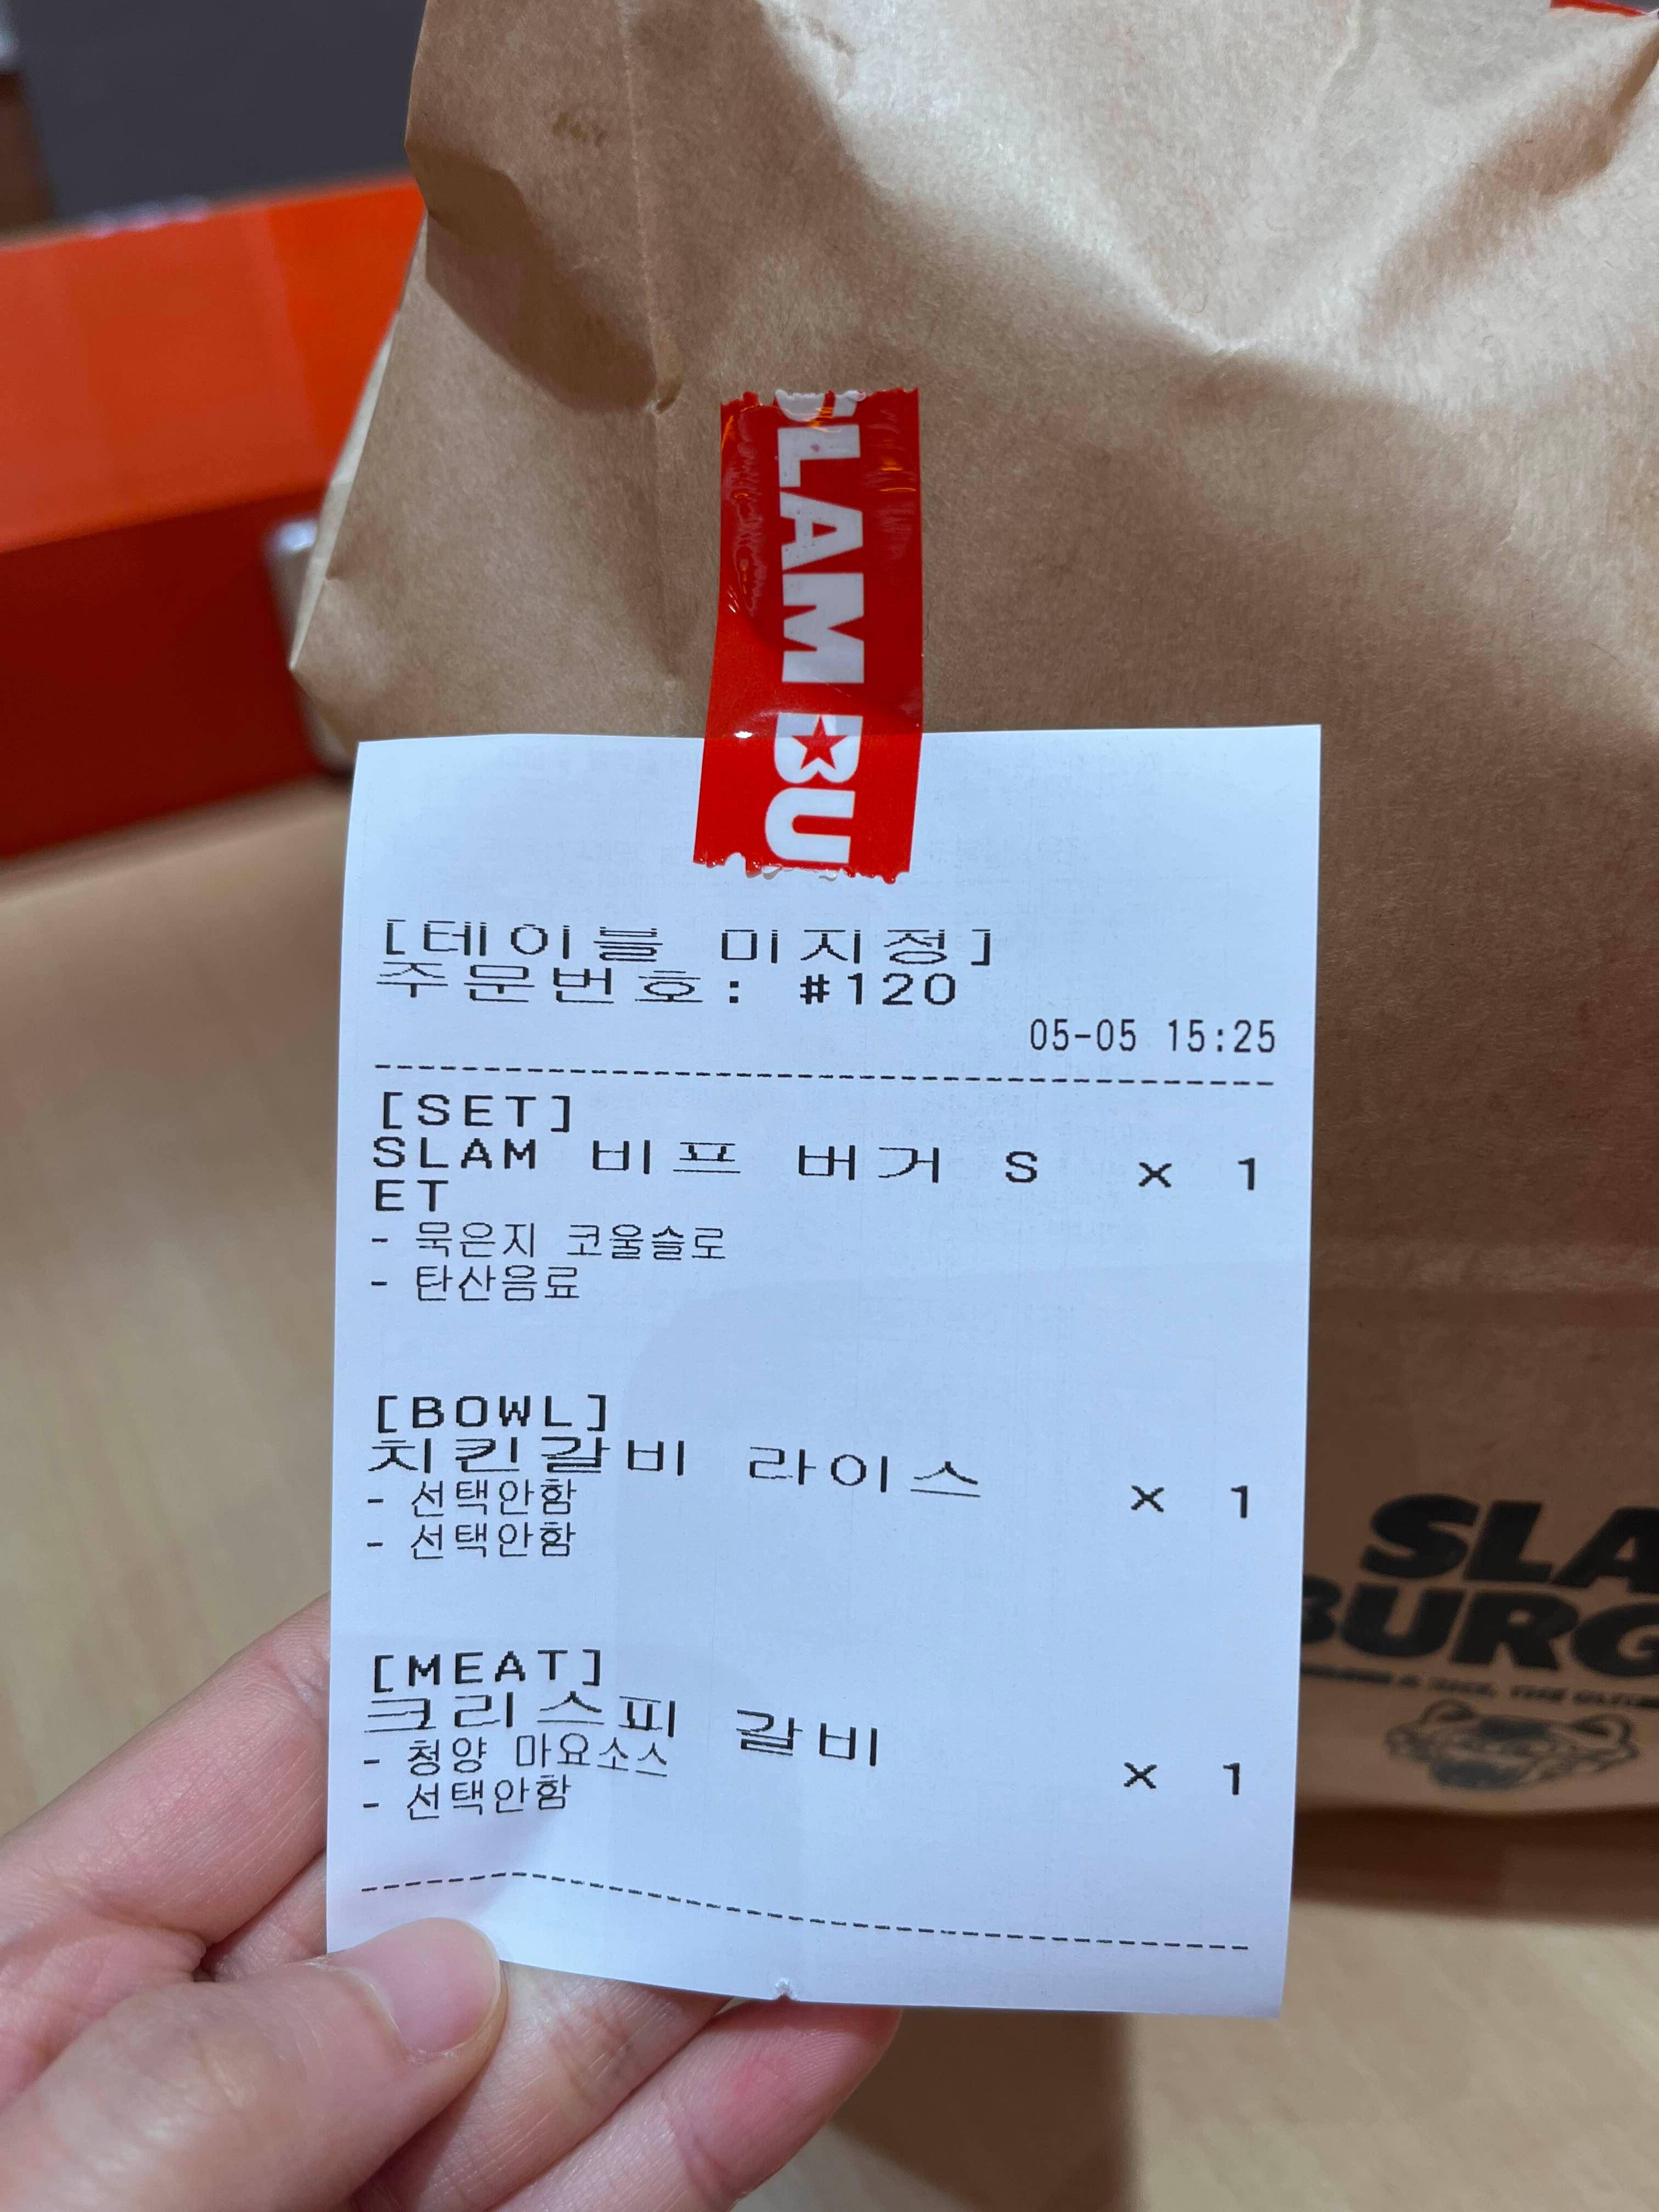 SLAM BU
[테이블 미지정]
주문번호: #120
05-05 15:25
[SET]
SLAM 비프 버거 S x 1
ET
- 묵은지 코울슬로
- 탄산음료
[BOWL]
치킨갈비 라이스 x 1
- 선택안함
- 선택안함
[MEAT]
크리스피 갈비 x 1
- 청양 마요소스
- 선택안함
SLA
BURG